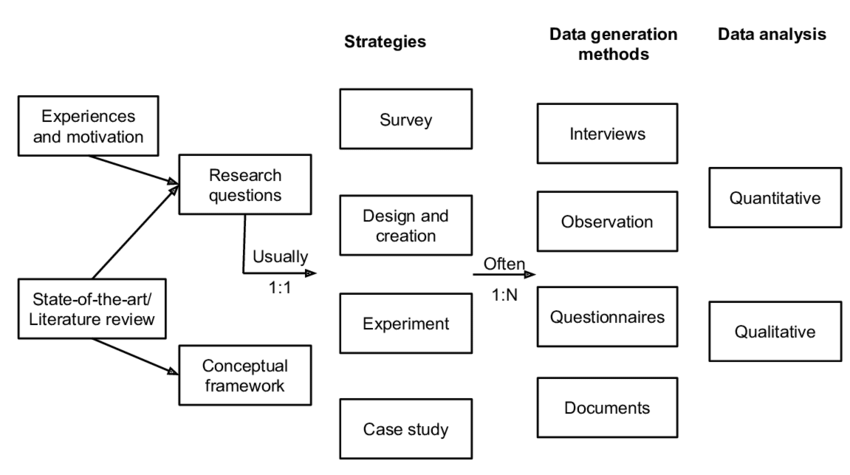 Strategies
Data generation
methods
Data analysis
Experiences
and motivation
Research
questions
State-of-the-art/
Literature review
Conceptual
framework
Usually
1:1
Survey
Design and
creation
Experiment
Case study
Often
1:N
Interviews
Observation
Questionnaires
Documents
Quantitative
Qualitative